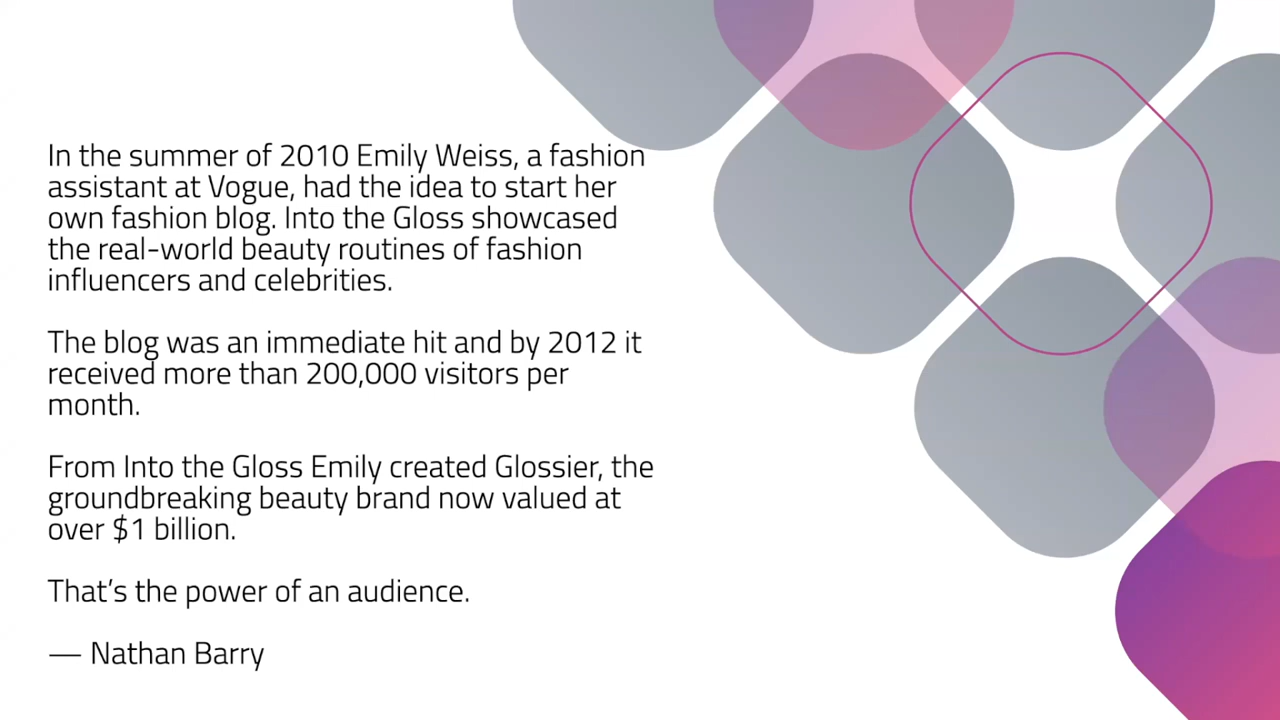 In the summer of 2010 Emily Weiss, a fashion
assistant at Vogue, had the idea to start her
own fashion blog. Into the Gloss showcased
the real-world beauty routines of fashion
influencers and celebrities.
The blog was an immediate hit and by 2012 it
received more than 200,000 visitors per
month.
From Into the Gloss Emily created Glossier, the
groundbreaking beauty brand now valued at
over $1 billion.
That’s the power of an audience.
— Nathan Barry